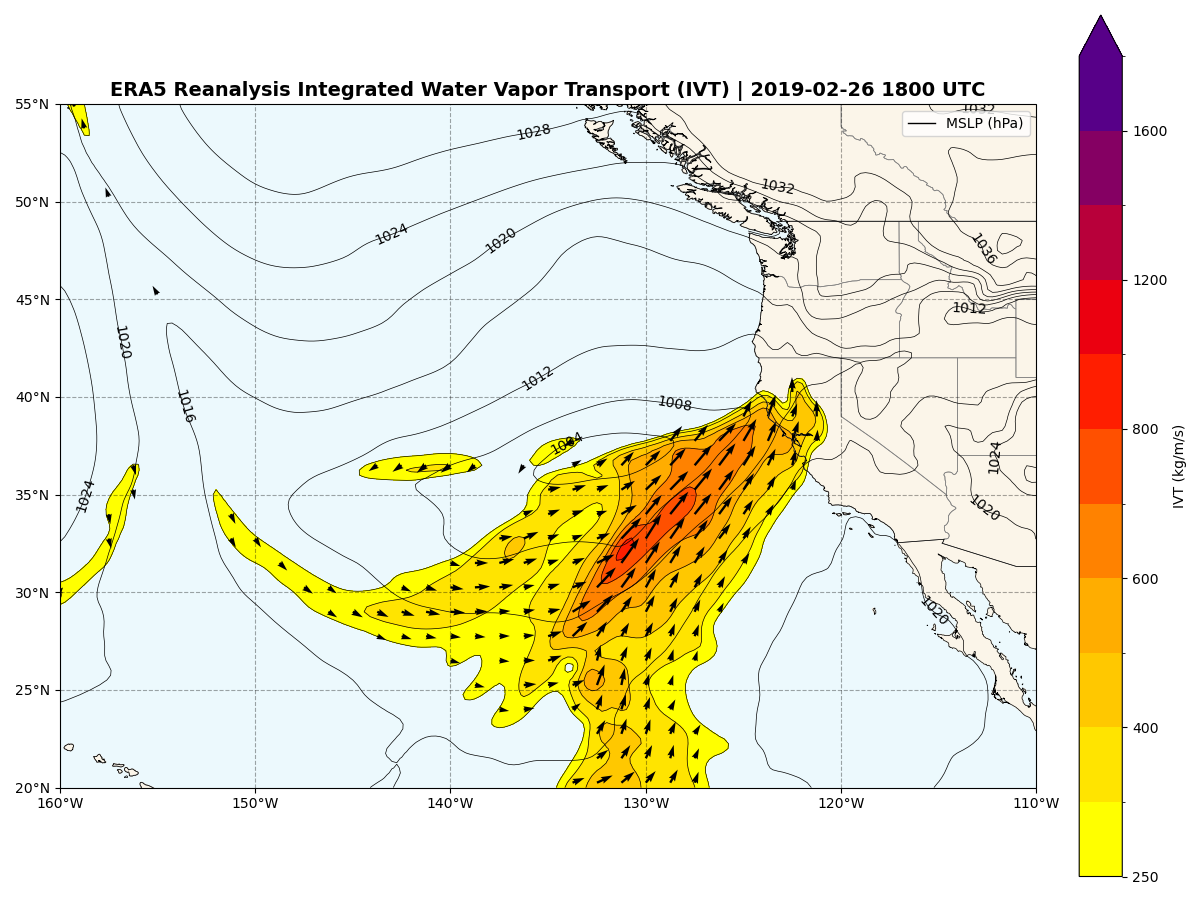 ERA5 Reanalysis Integrated Water Vapor Transport (IVT) | 2019-02-26 1800 UTC
MSLP (hPa)
1032
1028
1032
1024
1020
1036
1020
1012
1012
1016
1008
1004
1024
1024
1020
1020
55°N
50°N
45°N
40°N
35°N
30°N
25°N
20°N
160°W
150°W
140°W
130°W
120°W
110°W
1600
1200
800
600
400
250
IVT (kg/m/s)